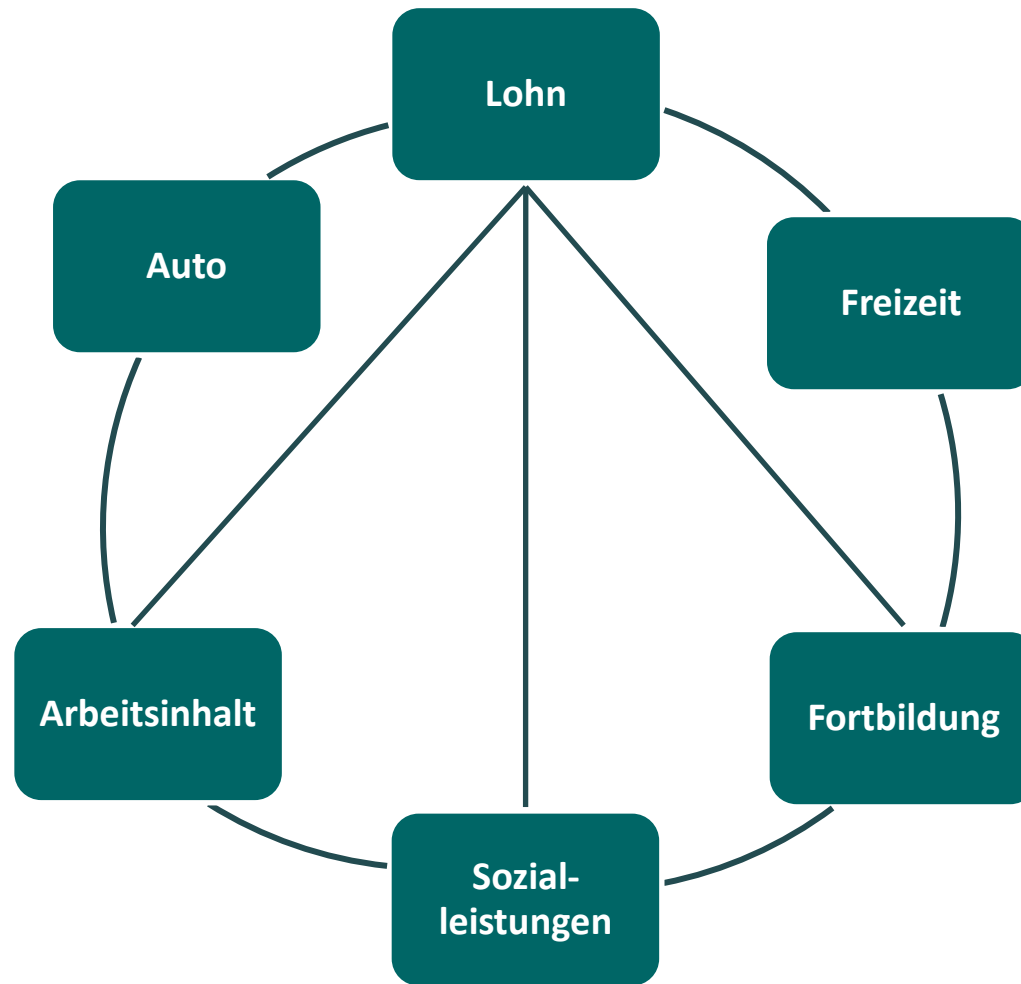 Lohn
Auto
Freizeit
Arbeitsinhalt
Fortbildung
Sozial-
leistungen